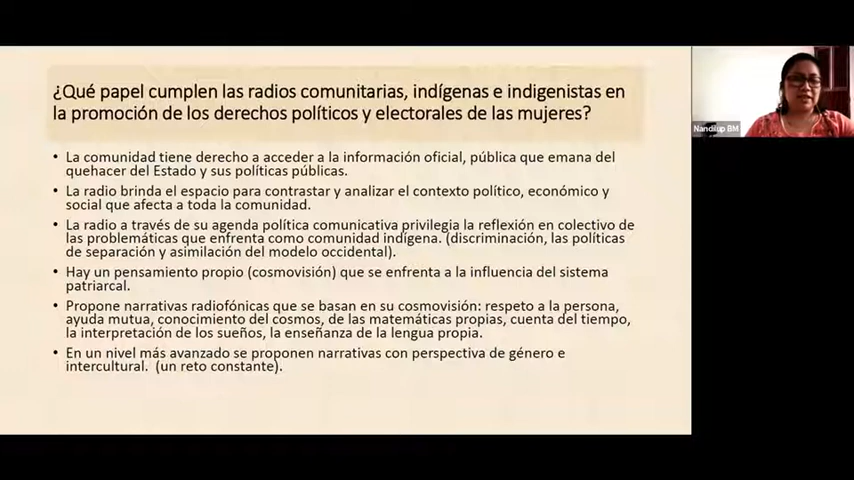 ¿Qué papel cumplen las radios comunitarias, indígenas e indigenistas en
la promoción de los derechos políticos y electorales de las mujeres?
• La comunidad tiene derecho a acceder a la información oficial, pública que emana del
quehacer del Estado y sus políticas públicas.
• La radio brinda el espacio para contrastar y analizar el contexto político, económico y
social que afecta a toda la comunidad.
• La radio a través de su agenda política comunicativa privilegia la reflexión en colectivo de
las problemáticas que enfrenta como comunidad indígena. (discriminación, las políticas
de separación y asimilación del modelo occidental).
• Hay un pensamiento propio (cosmovisión) que se enfrenta a la influencia del sistema
patriarcal.
• Propone narrativas radiofónicas que se basan en su cosmovisión: respeto a la persona,
ayuda mutua, conocimiento del cosmos, de las matemáticas propias, cuenta del tiempo,
la interpretación de los sueños, la enseñanza de la lengua propia.
• En un nivel más avanzado se proponen narrativas con perspectiva de género e
intercultural. (un reto constante).
Nandilup BM